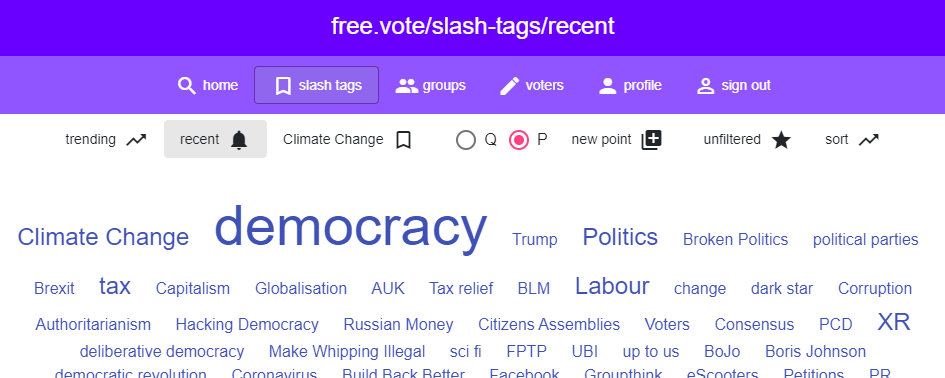 free.vote/slash-tags/recent
home slash tags groups voters profile sign out
trending recent Climate Change Q P new point unfiltered sort
Climate Change democracy Trump Politics Broken Politics political parties
Brexit tax Capitalism Globalisation AUK Tax relief BLM Labour change dark star Corruption
Authoritarianism Hacking Democracy Russian Money Citizens Assemblies Voters Consensus PCD XR
deliberative democracy Make Whipping Illegal sci fi FPTP UBI up to us BoJo Boris Johnson
democratic revolution Coronavirus Build Back Better Facebook Groupthink eScooters Petitions PR